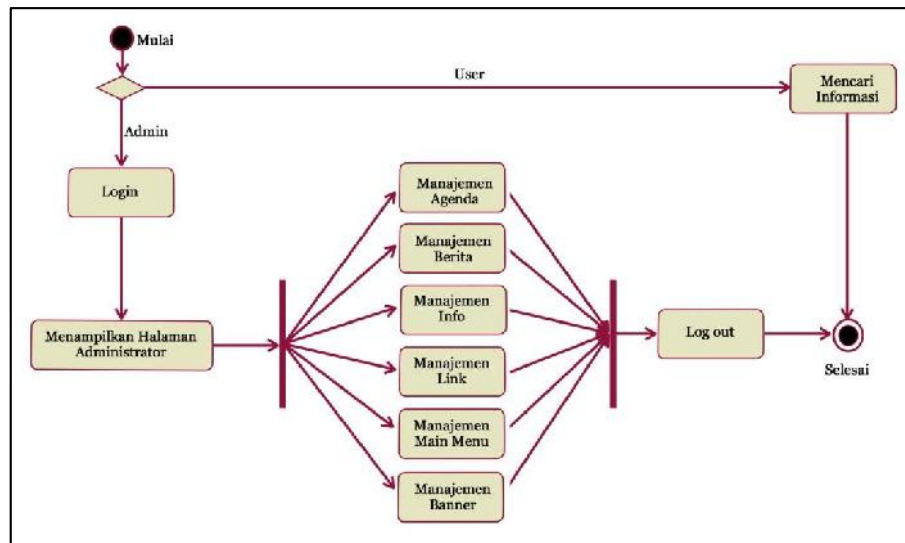 Mulai
User
Mencari
Informasi
Admin
Login
Manajemen
Agenda
Manajemen
Berita
Manajemen
Info
Menampilkan Halaman
Administrator
Log out
Manajemen
Link
Selesai
Manajemen
Main Menu
Manajemen
Banner